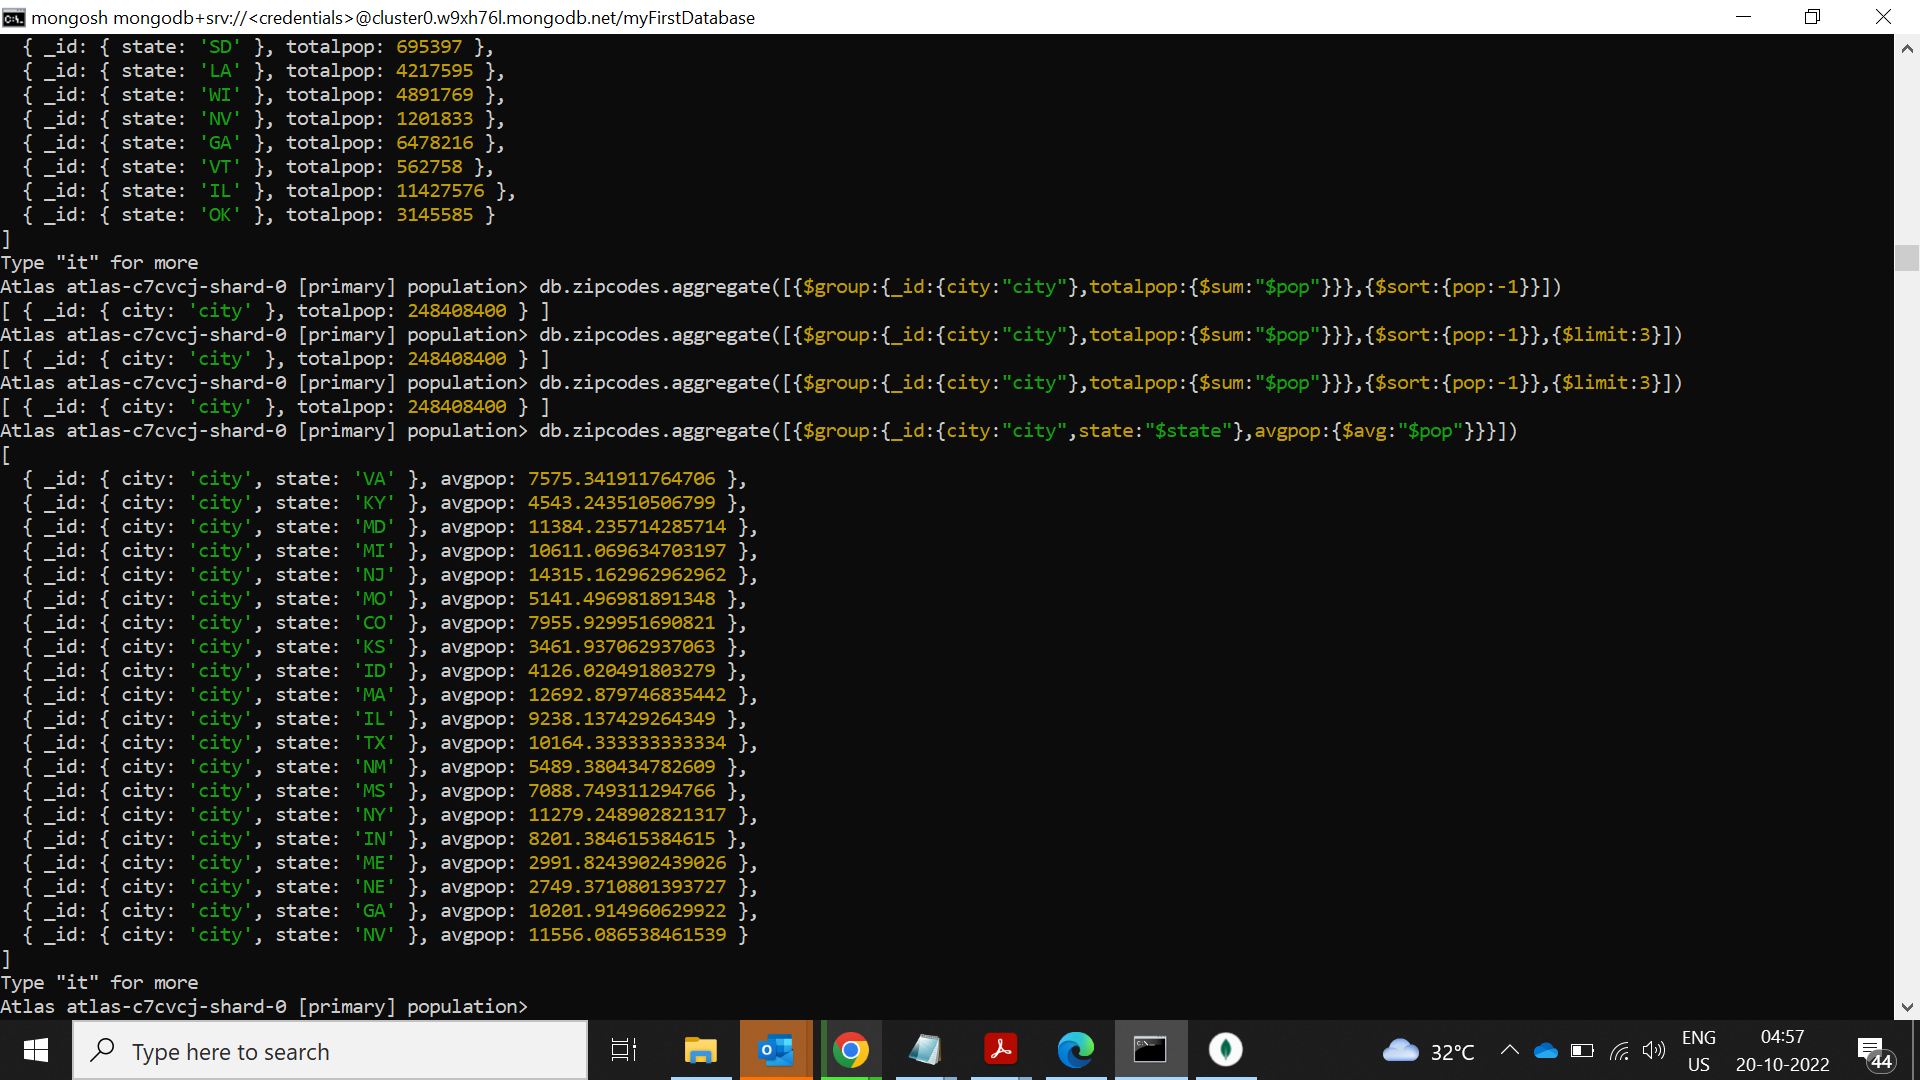 mongosh mongodb+srv://<credentials>@cluster0.w9xh76l.mongodb.net/myFirstDatabase
{ _id: { state: 'SD' }, totalpop: 695397 },
{ _id: { state: 'LA' }, totalpop: 4217595 },
{ _id: { state: 'WI' }, totalpop: 4891769 },
{ _id: { state: 'NV' }, totalpop: 1201833 },
{ _id: { state: 'GA' }, totalpop: 6478216 },
{ _id: { state: 'VT' }, totalpop: 562758 },
{ _id: { state: 'IL' }, totalpop: 11427576 },
{ _id: { state: 'OK' }, totalpop: 3145585 }
]
Type "it" for more
Atlas atlas-c7cvcj-shard-0 [primary] population> db.zipcodes.aggregate([{$group:{_id:{city:"city"},totalpop:{$sum:"$pop"}}},{$sort:{pop:-1}}])
[ { _id: { city: 'city' }, totalpop: 248408400 } ]
Atlas atlas-c7cvcj-shard-0 [primary] population> db.zipcodes.aggregate([{$group:{_id:{city:"city"},totalpop:{$sum:"$pop"}}},{$sort:{pop:-1}},{$limit:3}])
[ { _id: { city: 'city' }, totalpop: 248408400 } ]
Atlas atlas-c7cvcj-shard-0 [primary] population> db.zipcodes.aggregate([{$group:{_id:{city:"city"},totalpop:{$sum:"$pop"}}},{$sort:{pop:-1}},{$limit:3}])
[ { _id: { city: 'city' }, totalpop: 248408400 } ]
Atlas atlas-c7cvcj-shard-0 [primary] population> db.zipcodes.aggregate([{$group:{_id:{city:"city",state:"$state"},avgpop:{$avg:"$pop"}}}])
[
{ _id: { city: 'city', state: 'VA' }, avgpop: 7575.341911764706 },
{ _id: { city: 'city', state: 'KY' }, avgpop: 4543.243510506799 },
{ _id: { city: 'city', state: 'MD' }, avgpop: 11384.235714285714 },
{ _id: { city: 'city', state: 'MI' }, avgpop: 10611.069634703197 },
{ _id: { city: 'city', state: 'NJ' }, avgpop: 14315.162962962962 },
{ _id: { city: 'city', state: 'MO' }, avgpop: 5141.496981891348 },
{ _id: { city: 'city', state: 'CO' }, avgpop: 7955.929951690821 },
{ _id: { city: 'city', state: 'KS' }, avgpop: 3461.937062937063 },
{ _id: { city: 'city', state: 'ID' }, avgpop: 4126.020491803279 },
{ _id: { city: 'city', state: 'MA' }, avgpop: 12692.879746835442 },
{ _id: { city: 'city', state: 'IL' }, avgpop: 9238.137429264349 },
{ _id: { city: 'city', state: 'TX' }, avgpop: 10164.333333333334 },
{ _id: { city: 'city', state: 'NM' }, avgpop: 5489.380434782609 },
{ _id: { city: 'city', state: 'MS' }, avgpop: 7088.749311294766 },
{ _id: { city: 'city', state: 'NY' }, avgpop: 11279.248902821317 },
{ _id: { city: 'city', state: 'IN' }, avgpop: 8201.384615384615 },
{ _id: { city: 'city', state: 'ME' }, avgpop: 2991.8243902439026 },
{ _id: { city: 'city', state: 'NE' }, avgpop: 2749.3710801393727 },
{ _id: { city: 'city', state: 'GA' }, avgpop: 10201.914960629922 },
{ _id: { city: 'city', state: 'NV' }, avgpop: 11556.086538461539 }
]
Type "it" for more
Atlas atlas-c7cvcj-shard-0 [primary] population>
Type here to search
32°C
ENG
US
04:57
20-10-2022
44